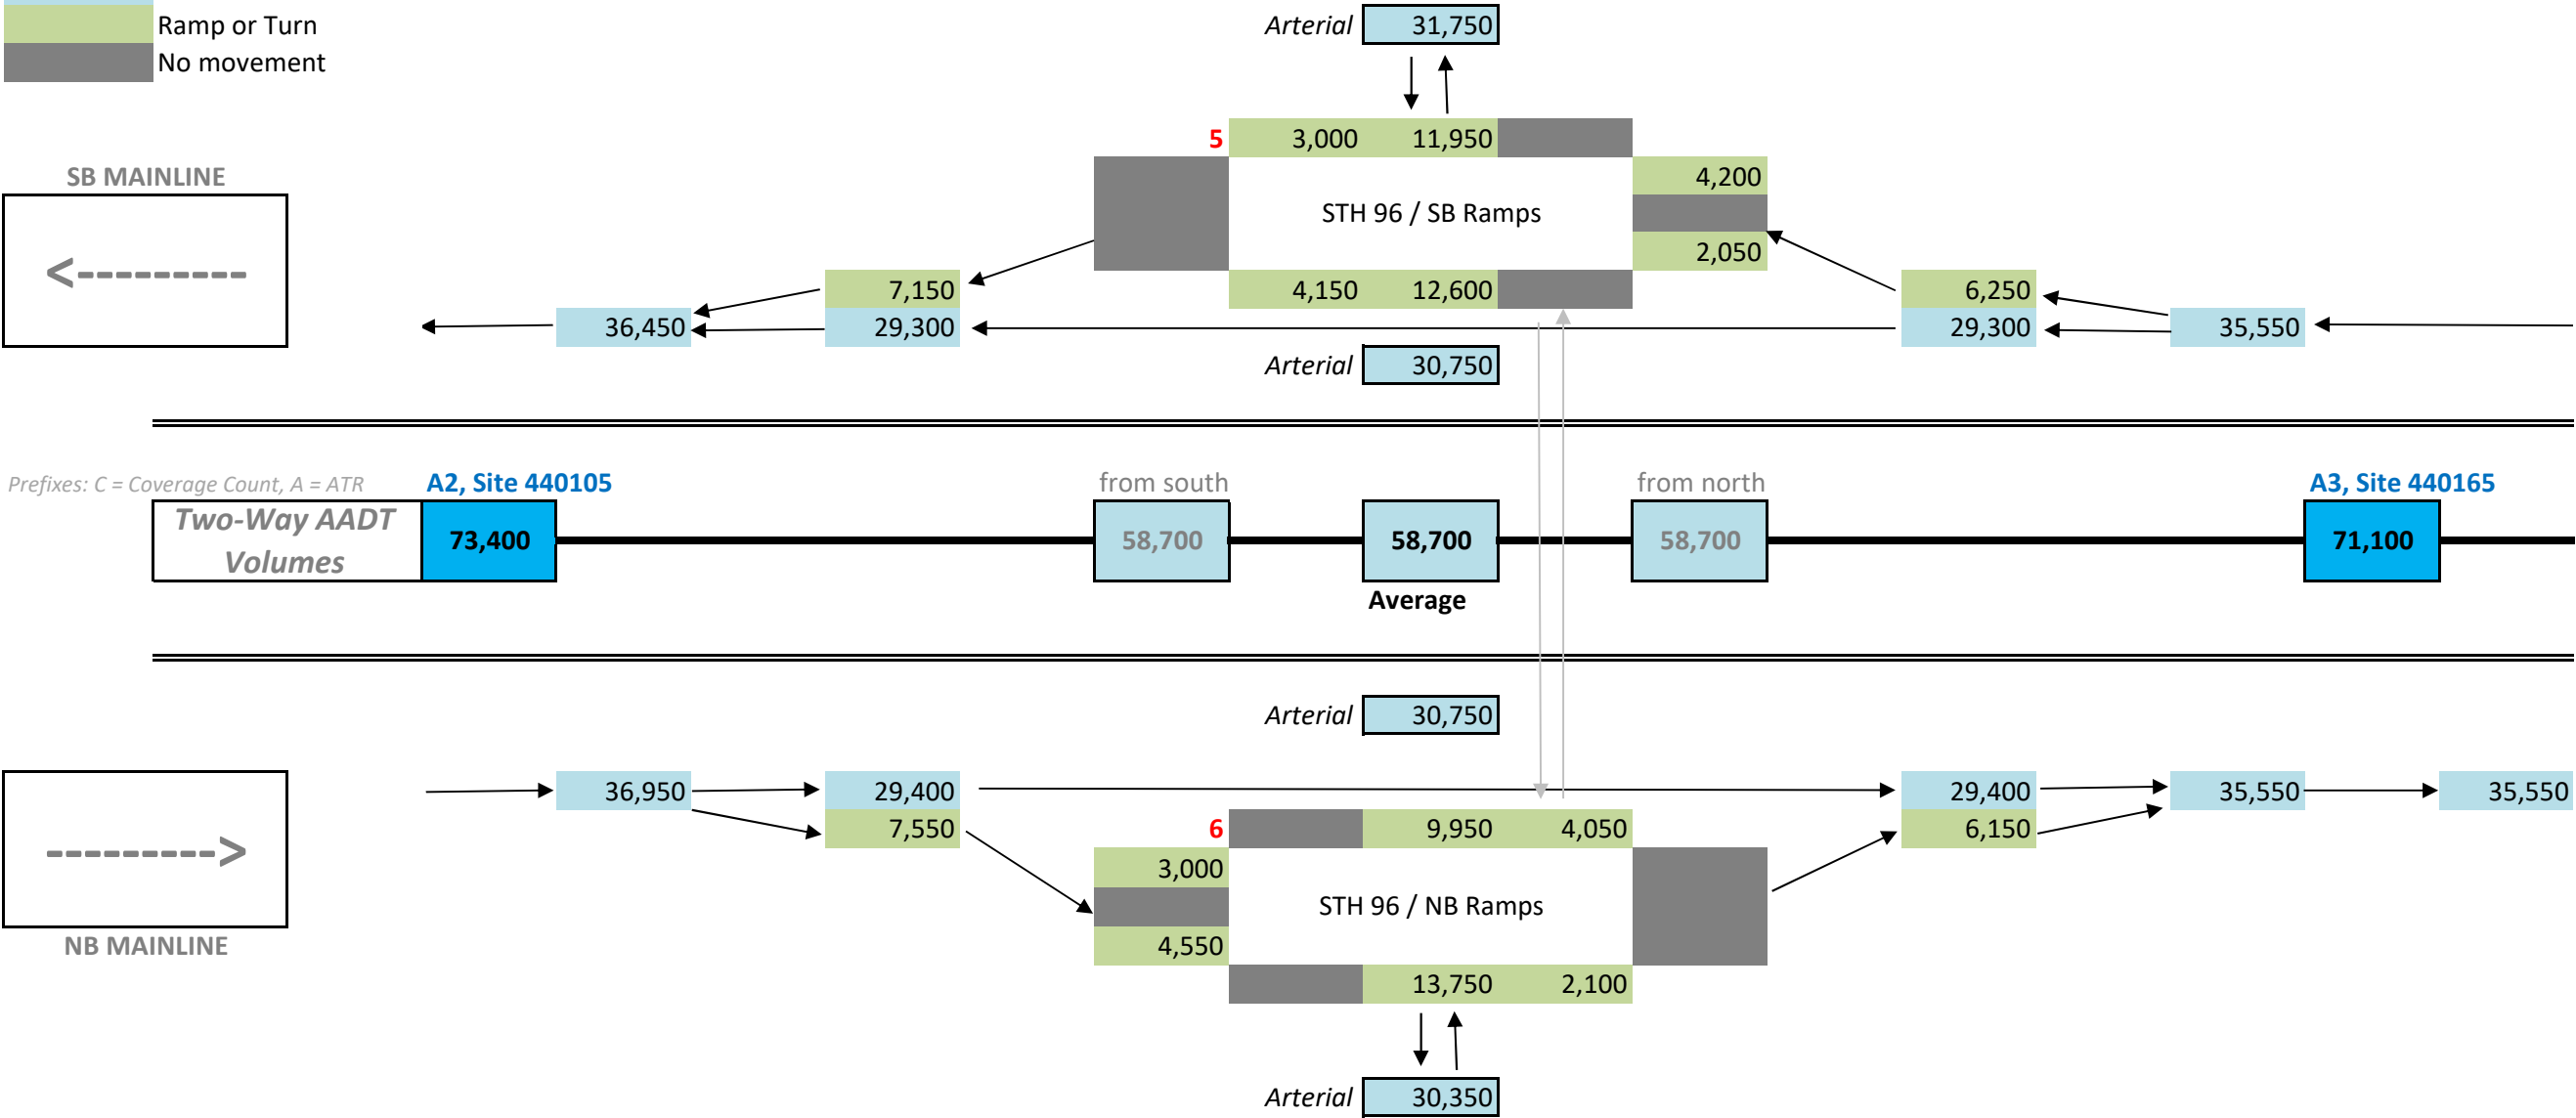 Ramp or Turn
No movement
Arterial 31,750
5 3,000 11,950
SB MAINLINE
<---------
4,200
STH 96 / SB Ramps
2,050
7,150
4,150 12,600
6,250
36,450
29,300
29,300
35,550
Arterial 30,750
Prefixes: C = Coverage Count, A = ATR
A2, Site 440105
from south
from north
A3, Site 440165
Two-Way AADT
Volumes
73,400
58,700
58,700
58,700
71,100
Average
Arterial 30,750
36,950
29,400
29,400
35,550
35,550
7,550
6 9,950 4,050
6,150
--------->
3,000
STH 96 / NB Ramps
NB MAINLINE
4,550
13,750 2,100
Arterial 30,350